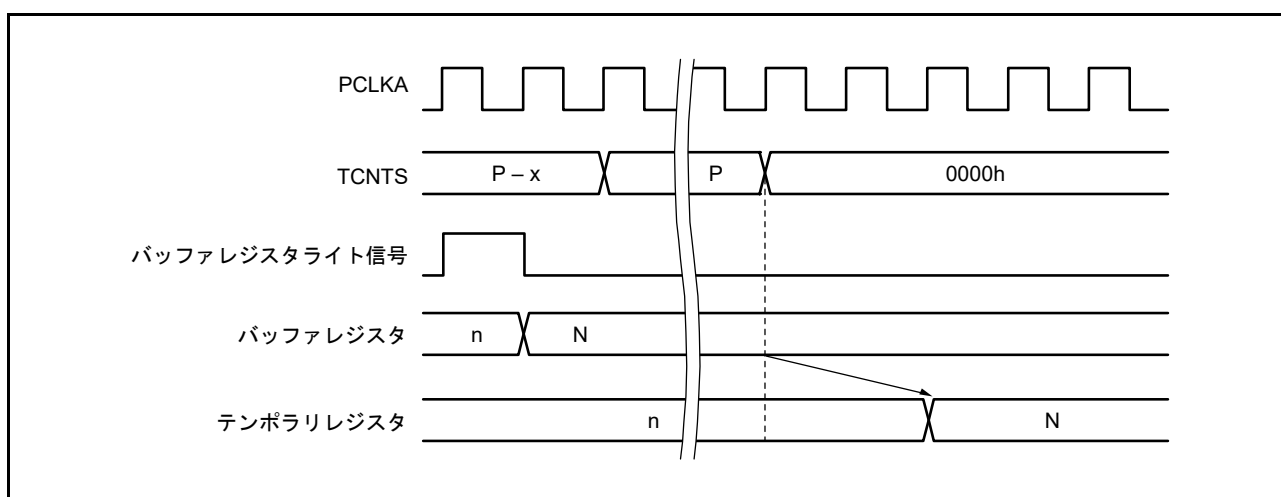 PCLKA
TCNTS P – x P 0000h
バッファレジスタライト信号
バッファレジスタ n N
テンポラリレジスタ n N